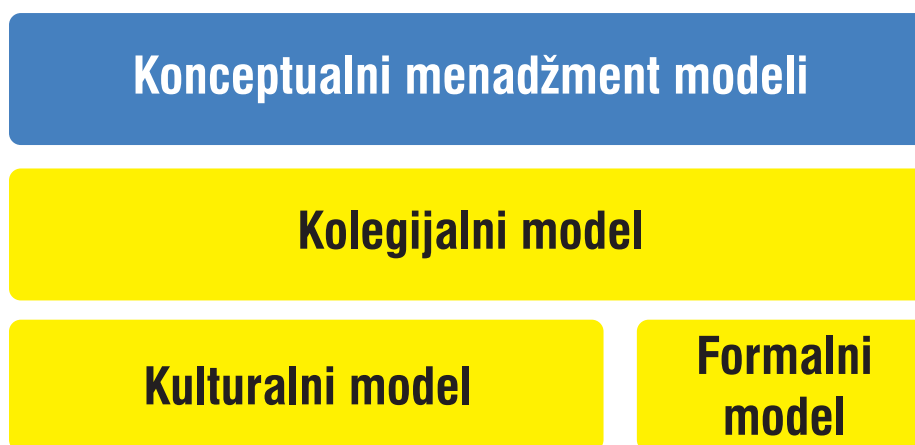 Konceptualni menadžment modeli
Kolegijalni model
Kulturalni model
Formalni
model